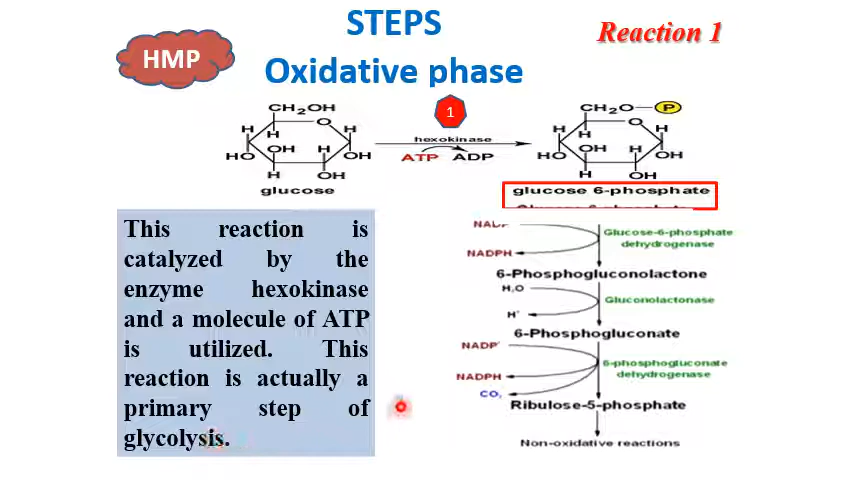 STEPS
Reaction 1
HMP
Oxidative phase
1
CH₂OH
CH₂O P
O
O
H
H
H
H
H
H
hexokinase
HO
OH
H
OH
ATP
ADP
HO
OH
H
OH
H
OH
H
OH
glucose
glucose 6-phosphate
This reaction is
catalyzed by the
enzyme hexokinase
and a molecule of ATP
is utilized. This
reaction is actually a
primary step of
glycolysis.
Glucose-6-phosphate
dehydrogenase
NADPH
6-Phosphogluconolactone
H₂O
Gluconolactonase
H⁺
6-Phosphogluconate
NADP⁺
6-phosphogluconate
dehydrogenase
NADPH
CO₂
Ribulose-5-phosphate
Non-oxidative reactions